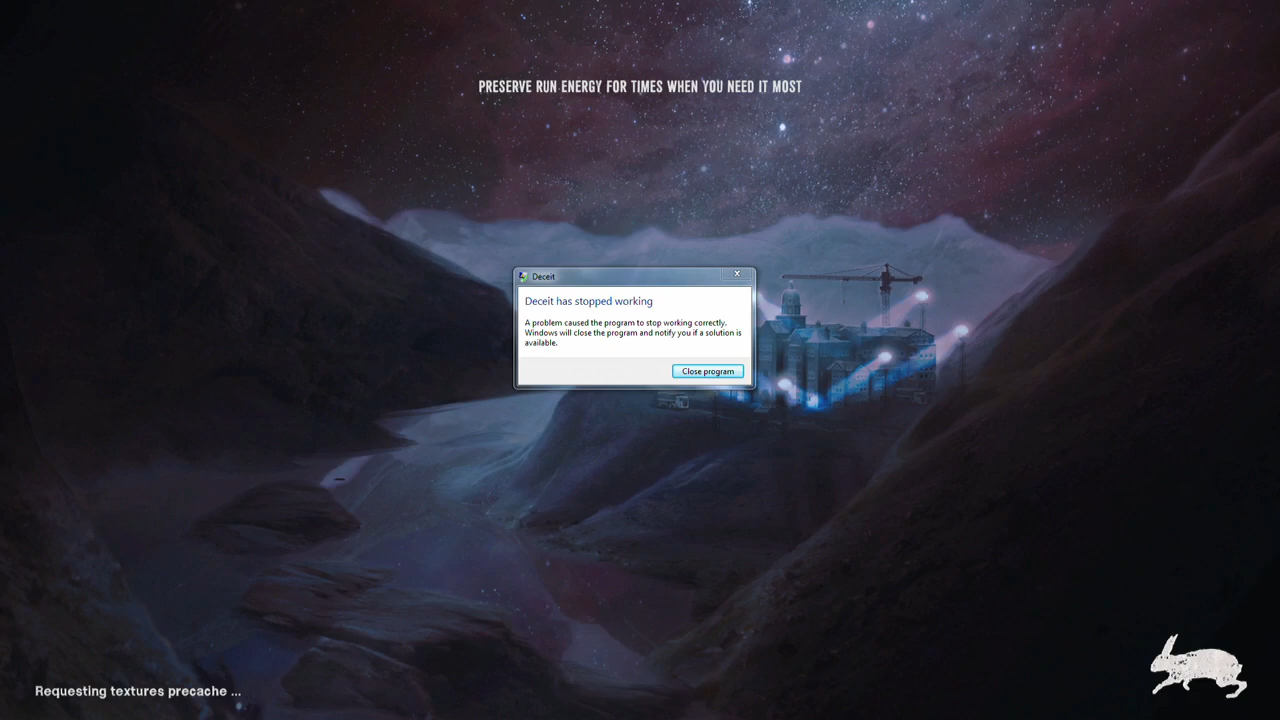 PRESERVE RUN ENERGY FOR TIMES WHEN YOU NEED IT MOST
Deceit
Deceit has stopped working
A problem caused the program to stop working correctly.
Windows will close the program and notify you if a solution is
available.
Close program
Requesting textures precache ...